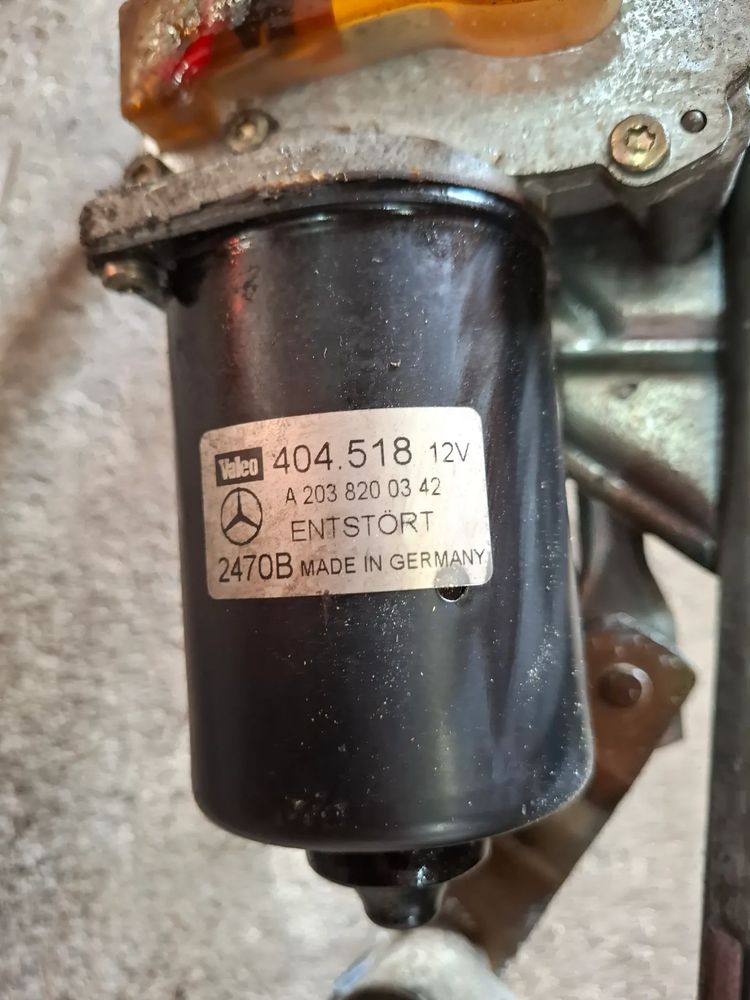 Valeo 404.518 12V
A 203 820 03 42
ENTSTÖRT
2470B MADE IN GERMANY